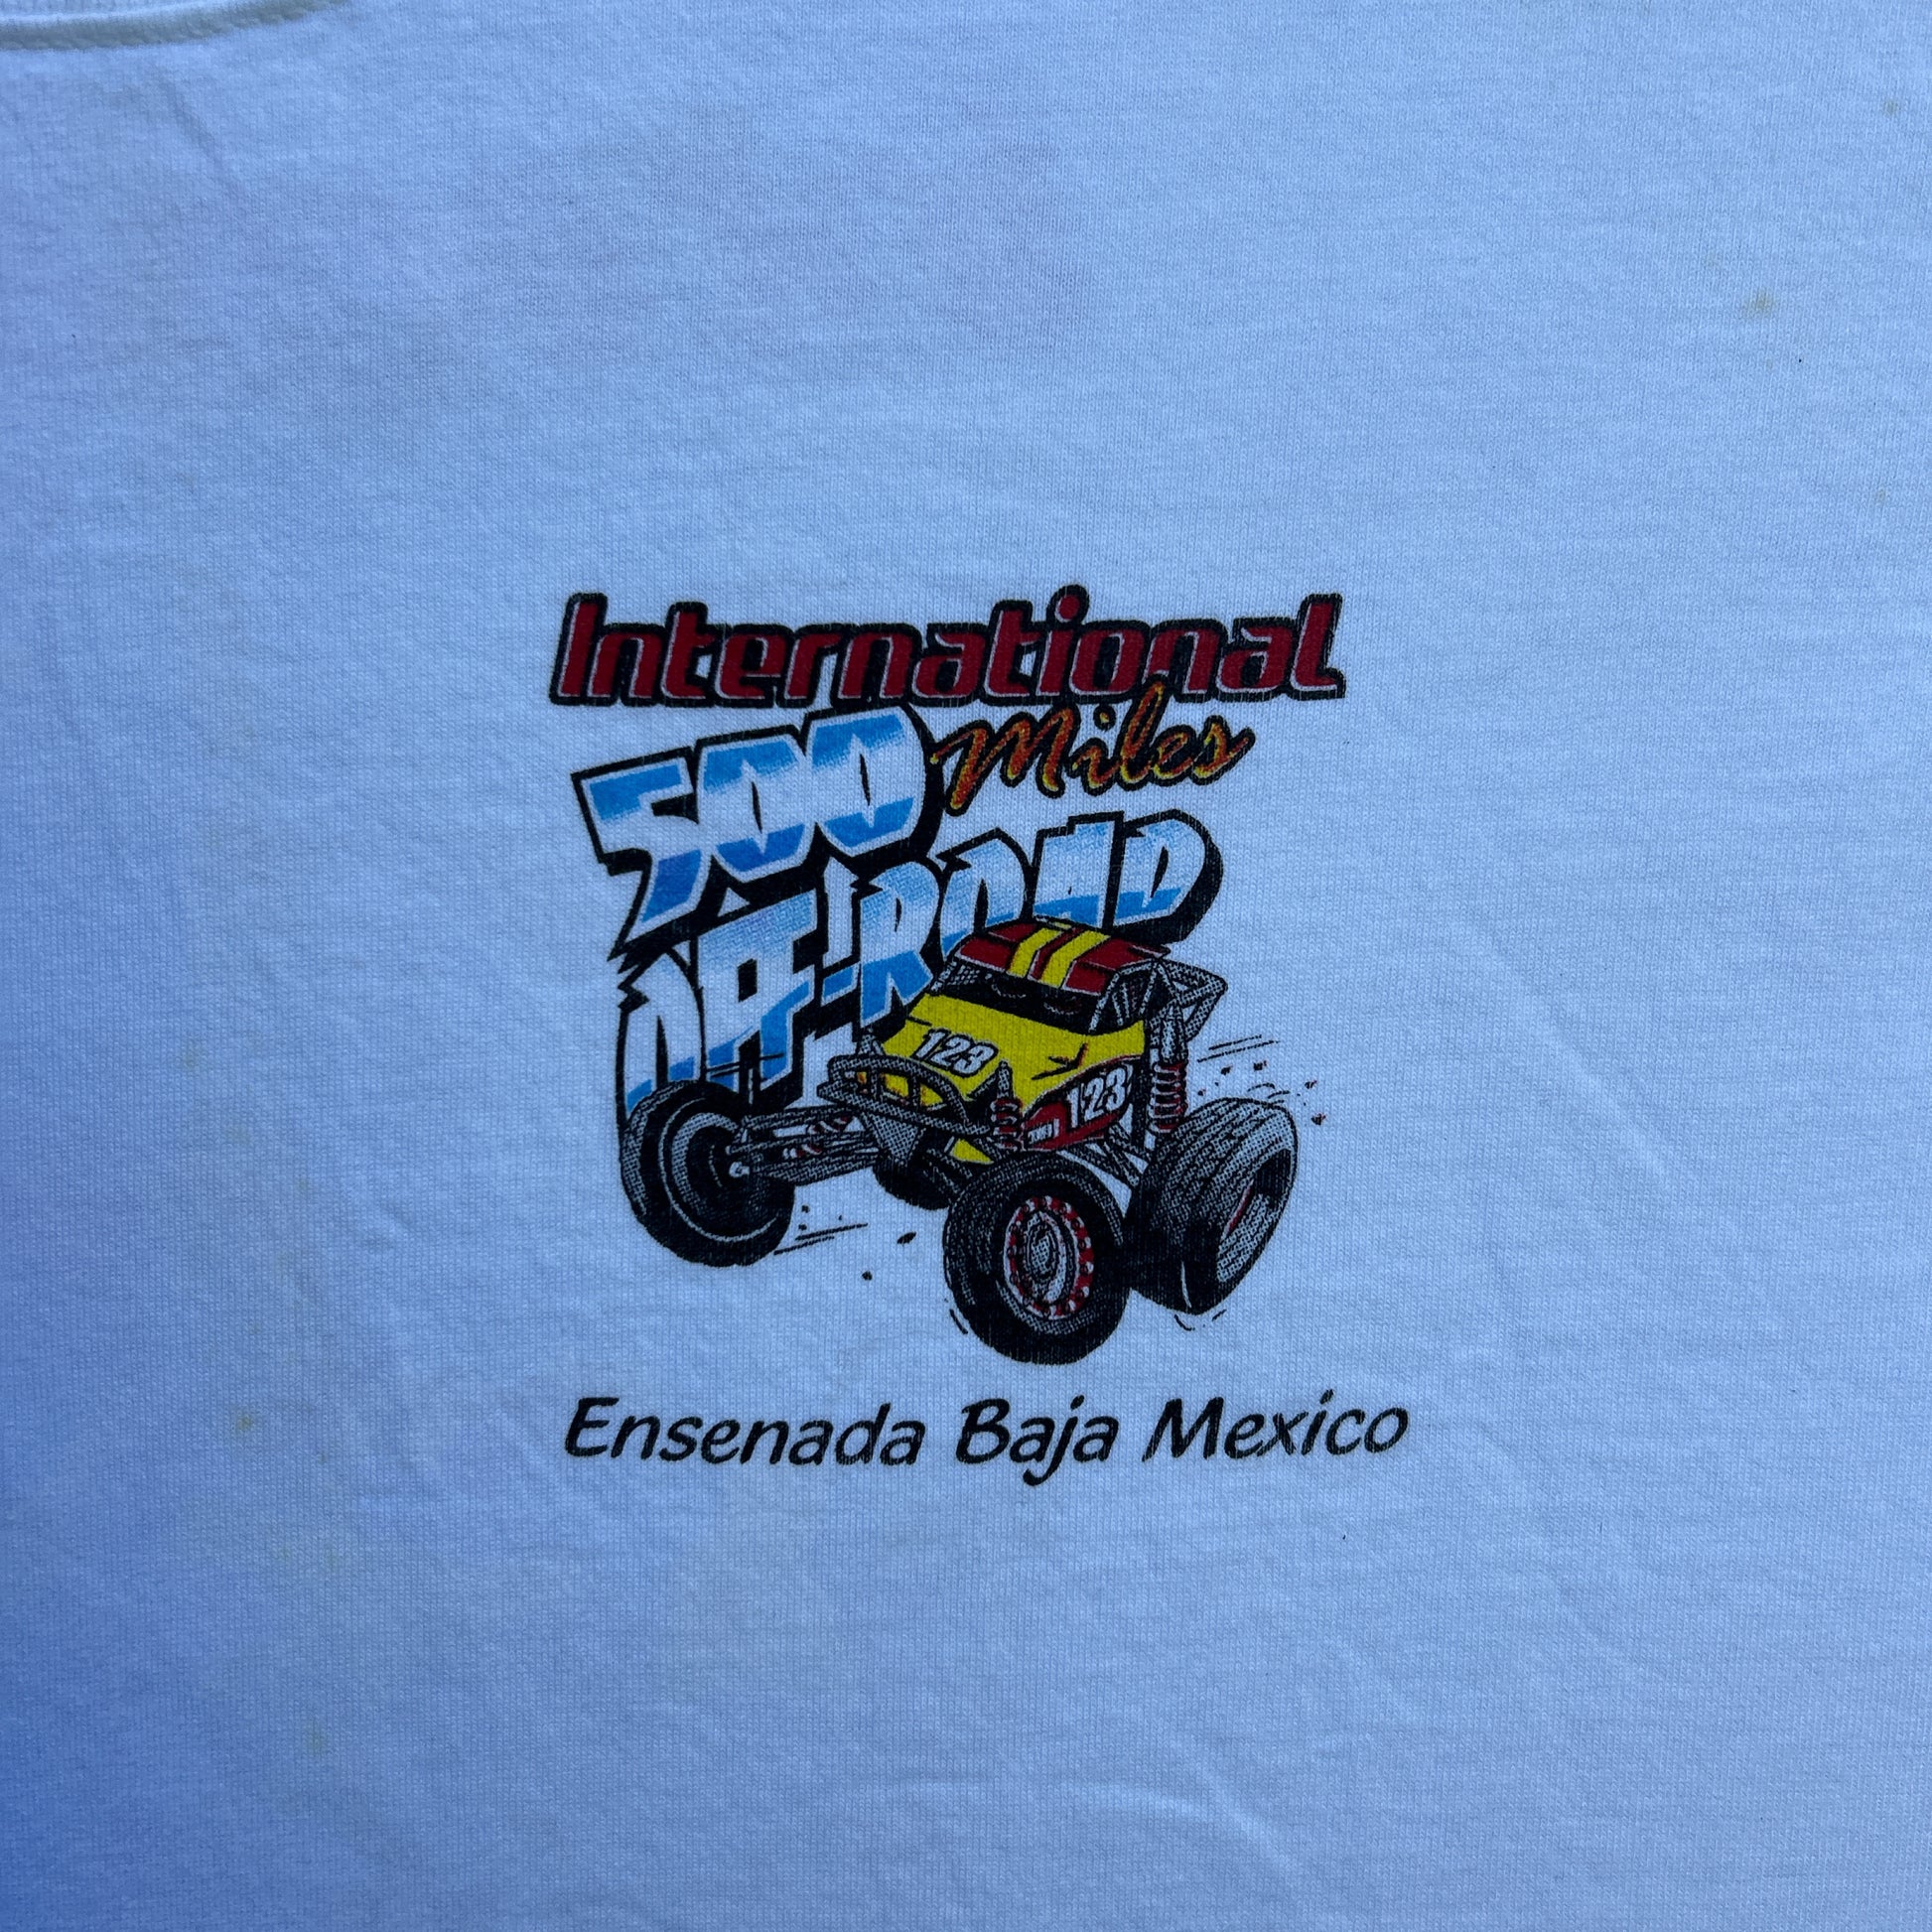 International
500 Miles
OFF-ROAD
123
123
Ensenada Baja Mexico